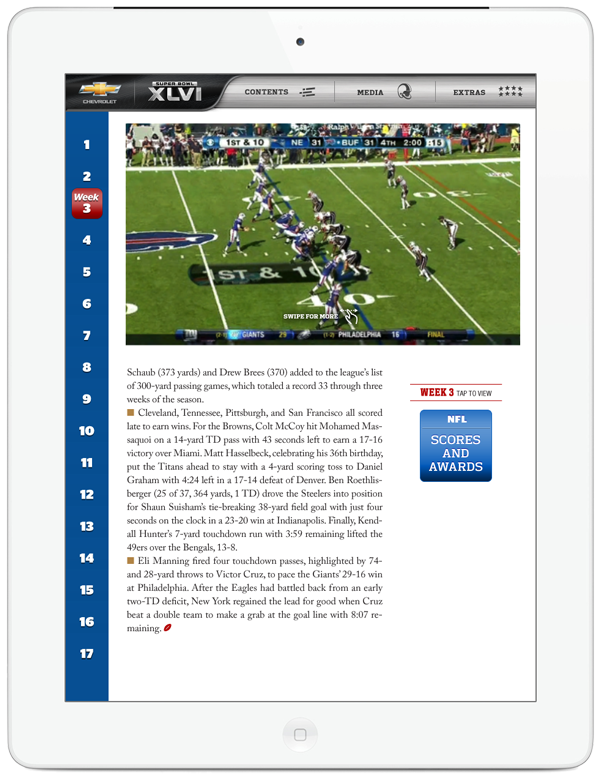 CHEVROLET
SUPER BOWL
XLVI
CONTENTS
MEDIA
EXTRAS
1
2
Week
3
4
5
6
7
8
9
10
11
12
13
14
15
16
17
1ST & 10 NE 31 BUF 31 4TH 2:00 :15
1ST & 10
40
SWIPE FOR MORE
GIANTS 29 PHILADELPHIA 16 FINAL
Schaub (373 yards) and Drew Brees (370) added to the league's list
of 300-yard passing games, which totaled a record 33 through three
weeks of the season.
Cleveland, Tennessee, Pittsburgh, and San Francisco all scored
late to earn wins. For the Browns, Colt McCoy hit Mohamed Mas-
saquoi on a 14-yard TD pass with 43 seconds left to earn a 17-16
victory over Miami. Matt Hasselbeck, celebrating his 36th birthday,
put the Titans ahead to stay with a 4-yard scoring toss to Daniel
Graham with 4:24 left in a 17-14 defeat of Denver. Ben Roethlis-
berger (25 of 37, 364 yards, 1 TD) drove the Steelers into position
for Shaun Suisham's tie-breaking 38-yard field goal with just four
seconds on the clock in a 23-20 win at Indianapolis. Finally, Kend-
all Hunter's 7-yard touchdown run with 3:59 remaining lifted the
49ers over the Bengals, 13-8.
Eli Manning fired four touchdown passes, highlighted by 74-
and 28-yard throws to Victor Cruz, to pace the Giants' 29-16 win
at Philadelphia. After the Eagles had battled back from an early
two-TD deficit, New York regained the lead for good when Cruz
beat a double team to make a grab at the goal line with 8:07 re-
maining.
WEEK 3 TAP TO VIEW
NFL
SCORES
AND
AWARDS